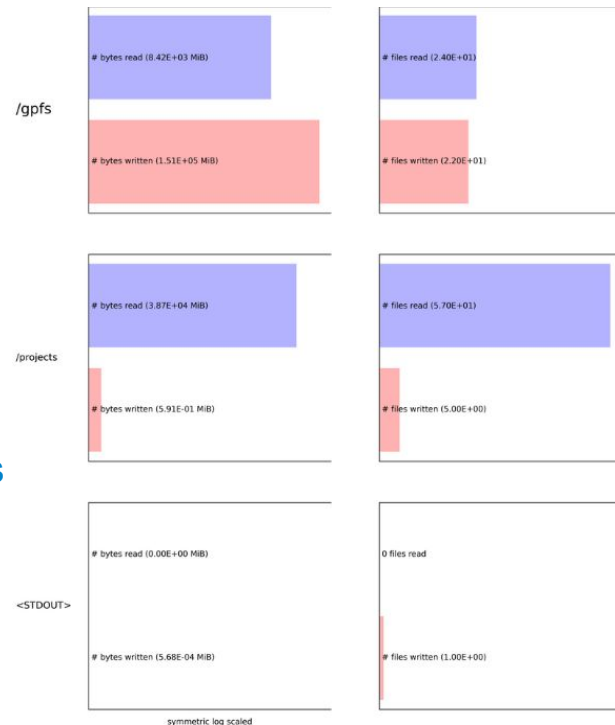 # bytes read (8.42E+03 MiB)
# files read (2.40E+01)
/gpfs
# bytes written (1.51E+05 MiB)
# files written (2.20E+01)
# bytes read (3.87E+04 MiB)
# files read (5.70E+01)
/projects
# bytes written (5.91E-01 MiB)
# files written (5.00E+00)
s
# bytes read (0.00E+00 MiB)
0 files read
<STDOUT>
# bytes written (5.68E-04 MiB)
# files written (1.00E+00)
symmetric log scaled